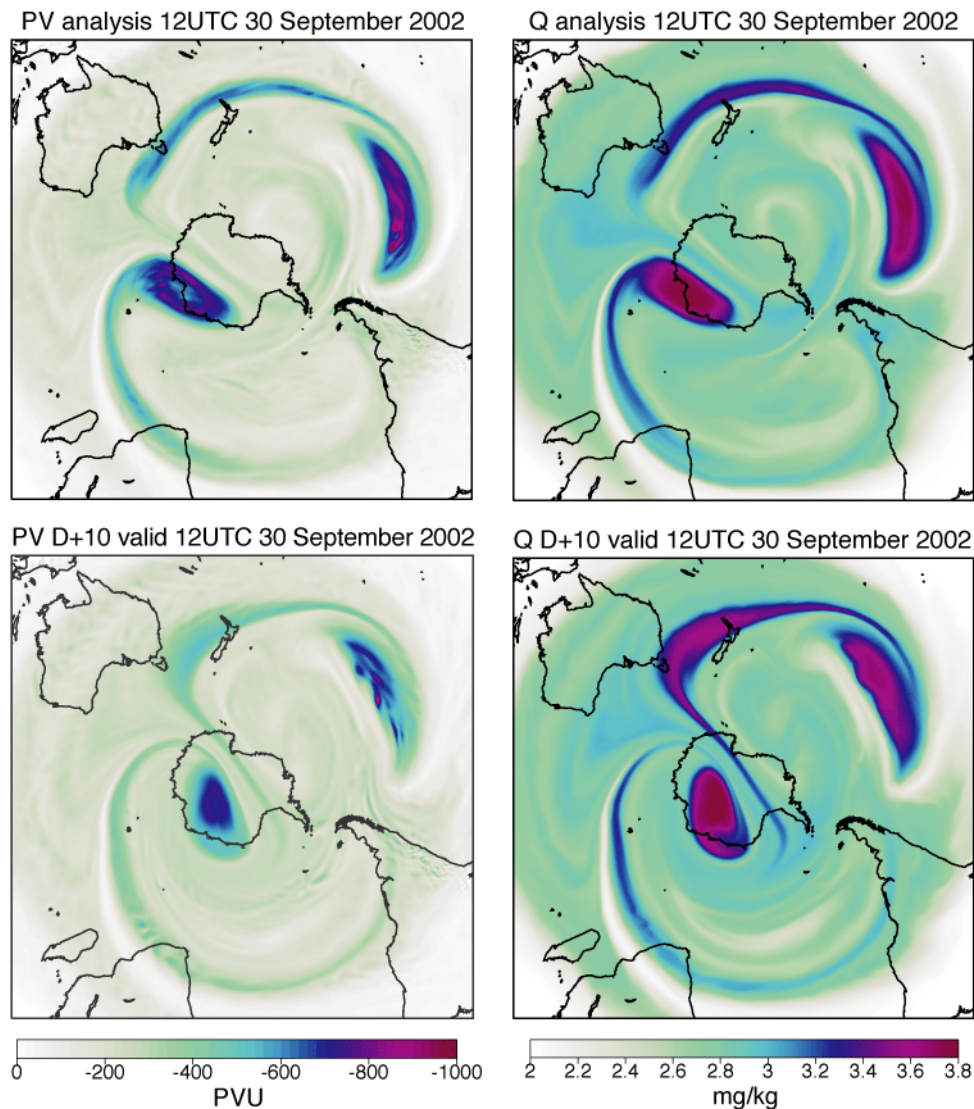 PV analysis 12UTC 30 September 2002
Q analysis 12UTC 30 September 2002
PV D+10 valid 12UTC 30 September 2002
Q D+10 valid 12UTC 30 September 2002
0 -200 -400 -600 -800 -1000
PVU
2 2.2 2.4 2.6 2.8 3 3.2 3.4 3.6 3.8
mg/kg